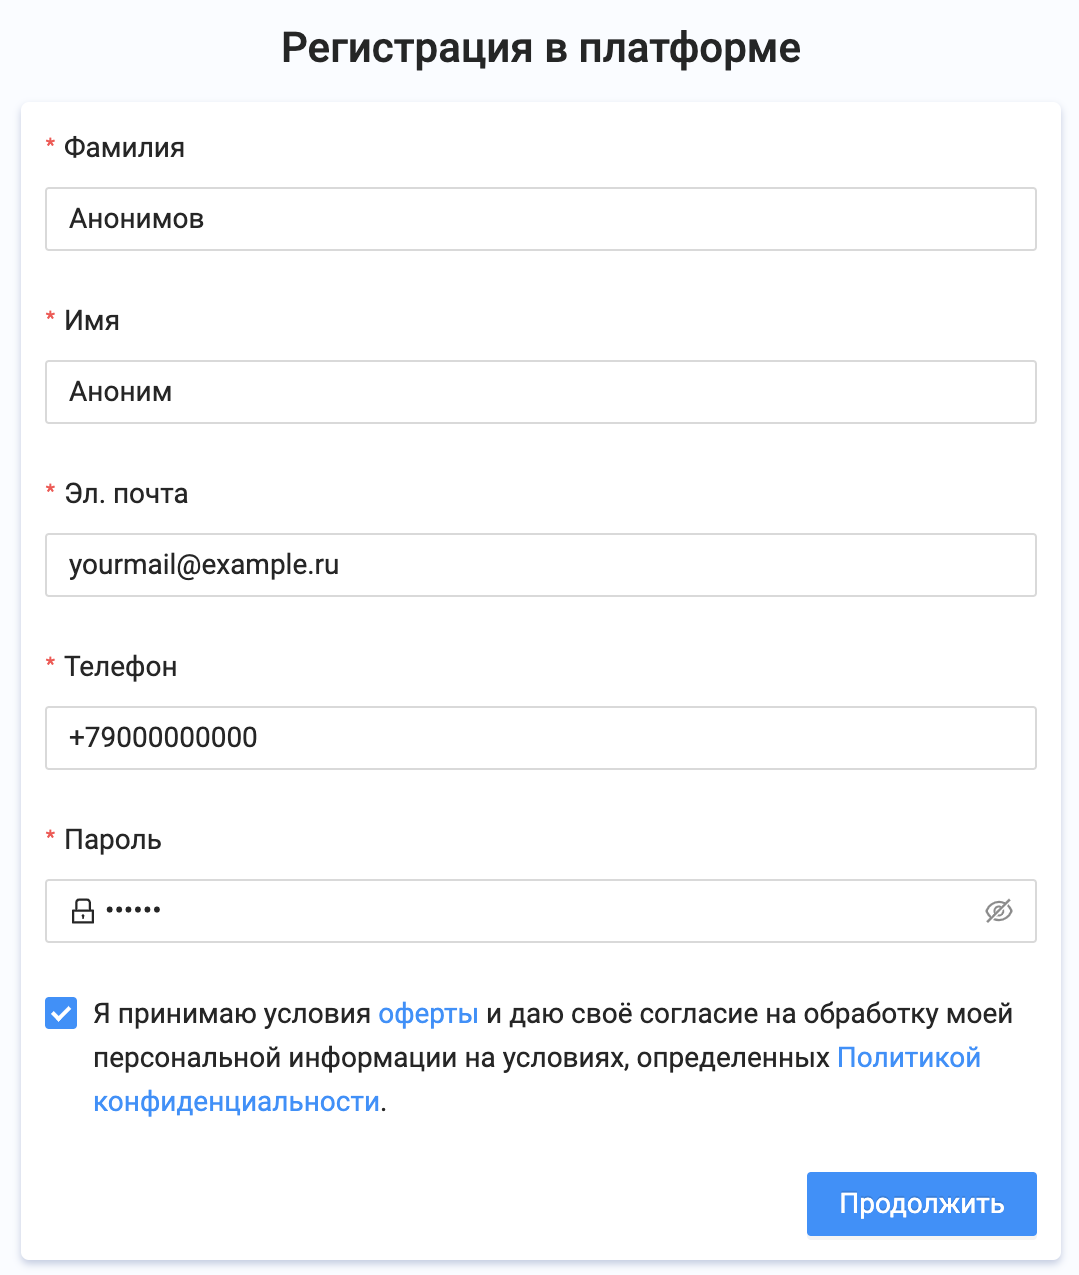 Регистрация в платформе
* Фамилия
Анонимов
* Имя
Аноним
* Эл. почта
yourmail@example.ru
* Телефон
+79000000000
* Пароль
••••••
Я принимаю условия оферты и даю своё согласие на обработку моей
персональной информации на условиях, определенных Политикой
конфиденциальности.
Продолжить